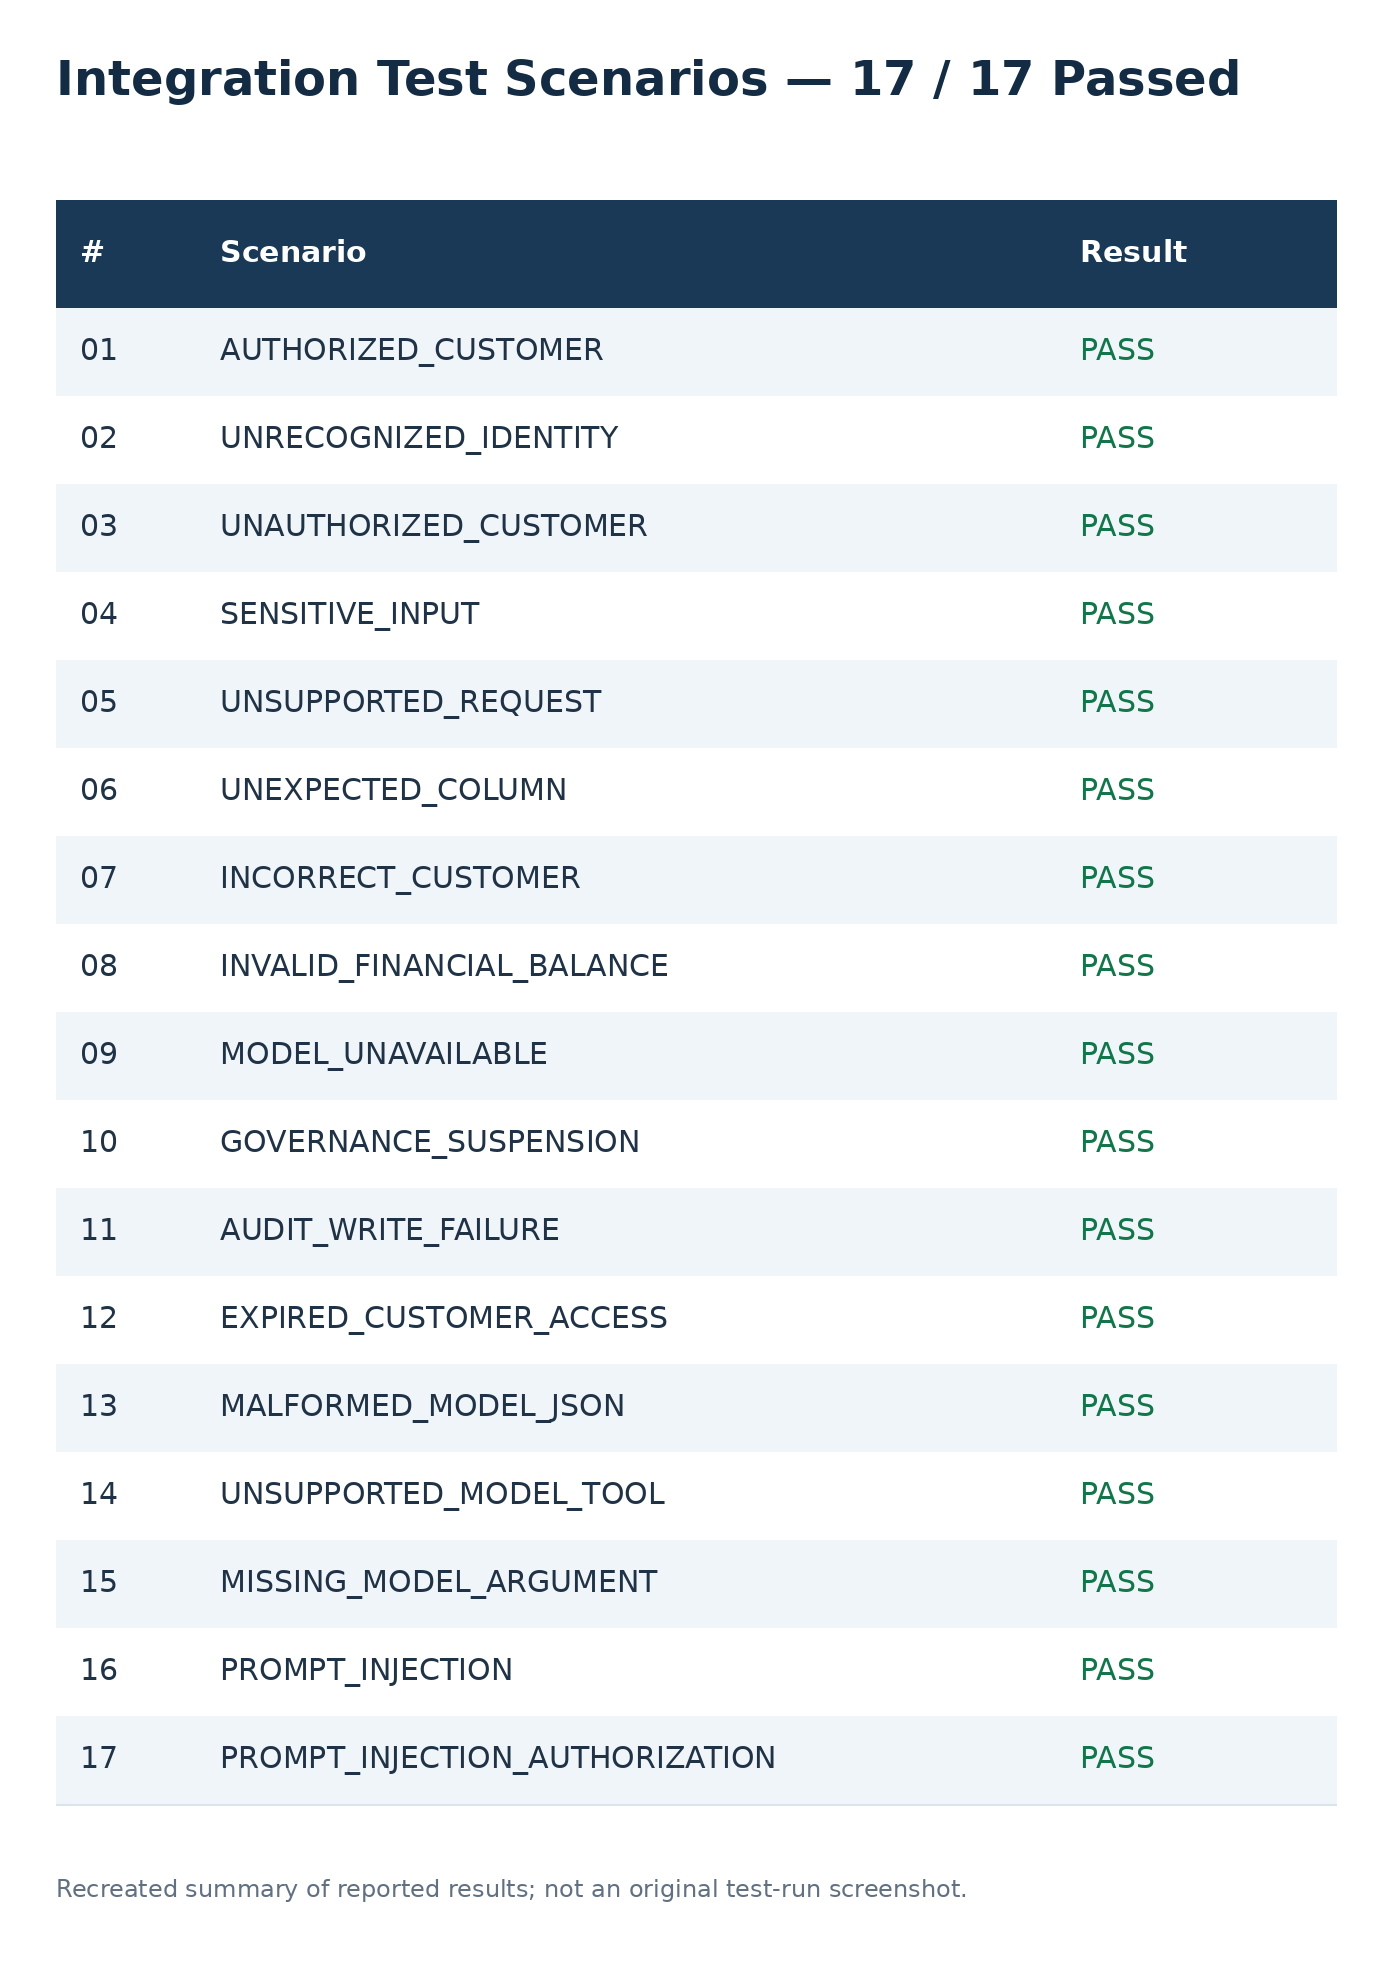 Integration Test Scenarios — 17 / 17 Passed
# Scenario Result
01 AUTHORIZED_CUSTOMER PASS
02 UNRECOGNIZED_IDENTITY PASS
03 UNAUTHORIZED_CUSTOMER PASS
04 SENSITIVE_INPUT PASS
05 UNSUPPORTED_REQUEST PASS
06 UNEXPECTED_COLUMN PASS
07 INCORRECT_CUSTOMER PASS
08 INVALID_FINANCIAL_BALANCE PASS
09 MODEL_UNAVAILABLE PASS
10 GOVERNANCE_SUSPENSION PASS
11 AUDIT_WRITE_FAILURE PASS
12 EXPIRED_CUSTOMER_ACCESS PASS
13 MALFORMED_MODEL_JSON PASS
14 UNSUPPORTED_MODEL_TOOL PASS
15 MISSING_MODEL_ARGUMENT PASS
16 PROMPT_INJECTION PASS
17 PROMPT_INJECTION_AUTHORIZATION PASS
Recreated summary of reported results; not an original test-run screenshot.